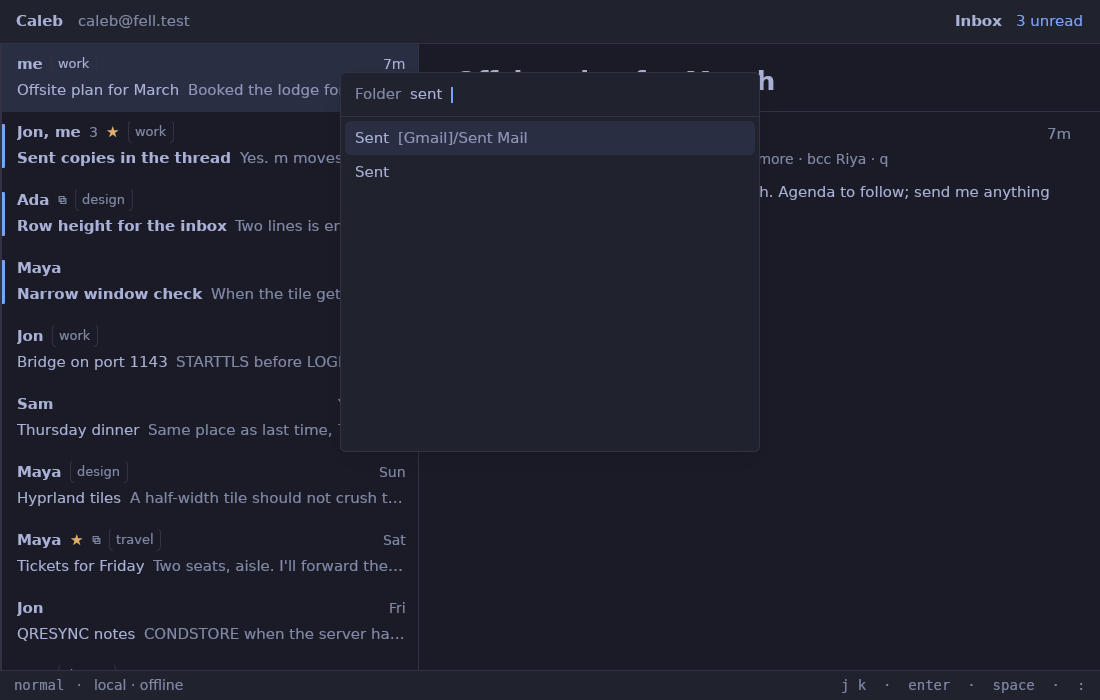 Caleb caleb@fell.test
Inbox 3 unread
me work 7m
Offsite plan for March Booked the lodge
Jon, me 3 ★ work
Sent copies in the thread Yes. m moves
Ada design
Row height for the inbox Two lines is
Maya
Narrow window check When the tile
Jon work
Bridge on port 1143 STARTTLS before
Sam
Thursday dinner Same place as last time,
Maya design Sun
Hyprland tiles A half-width tile should not crush t…
Maya ★ travel Sat
Tickets for Friday Two seats, aisle. I'll forward the…
Jon Fri
QRESYNC notes CONDSTORE when the server ha…
Folder sent
Sent [Gmail]/Sent Mail
Sent
7m
more · bcc Riya · q
h. Agenda to follow; send me anything
normal · local · offline
j k · enter · space · :